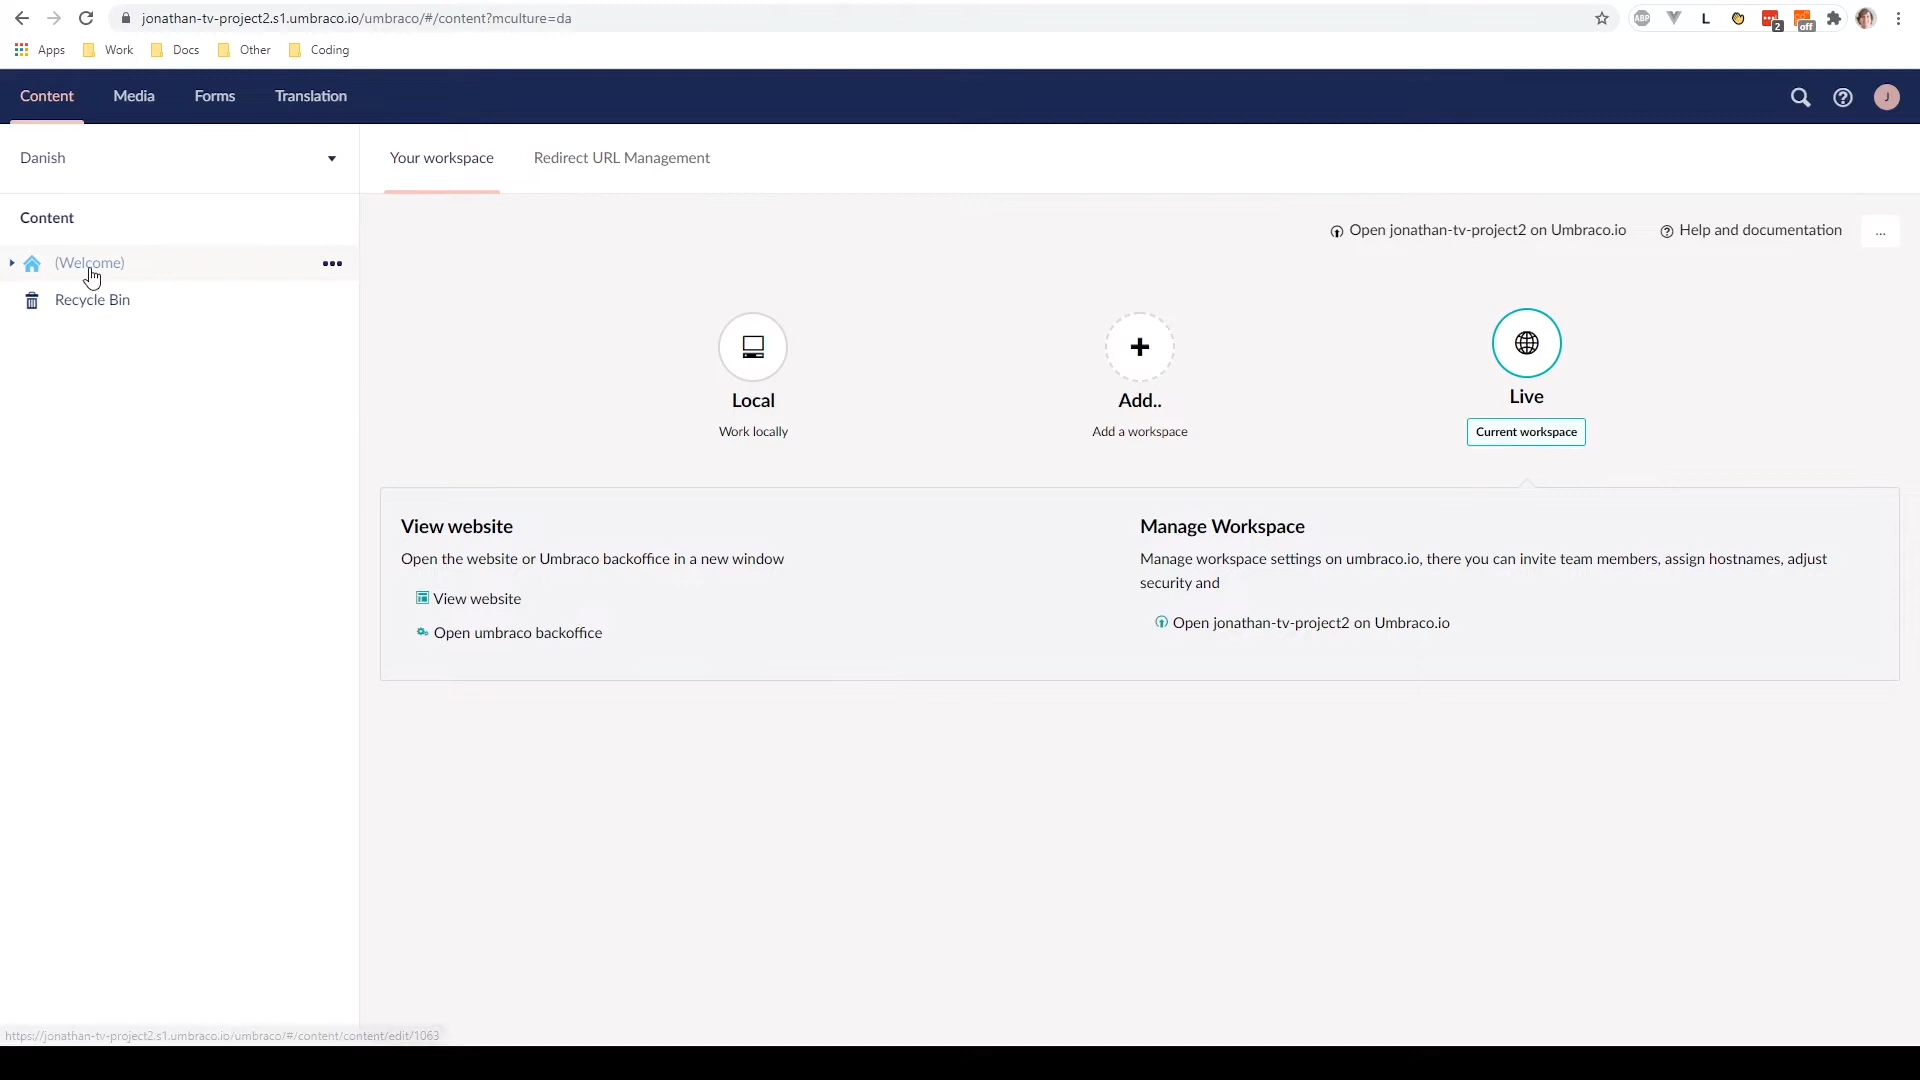 jonathan-tv-project2.s1.umbraco.io/umbraco/#/content?mculture=da
ABP
L
2
off
Apps
Work
Docs
Other
Coding
Content
Media
Forms
Translation
J
Danish
Your workspace
Redirect URL Management
Content
Open jonathan-tv-project2 on Umbraco.io
Help and documentation
...
(Welcome)
Recycle Bin
Local
Work locally
Add..
Add a workspace
Live
Current workspace
View website
Open the website or Umbraco backoffice in a new window
View website
Open umbraco backoffice
Manage Workspace
Manage workspace settings on umbraco.io, there you can invite team members, assign hostnames, adjust
security and
Open jonathan-tv-project2 on Umbraco.io
https://jonathan-tv-project2.s1.umbraco.io/umbraco/#/content/content/edit/1063